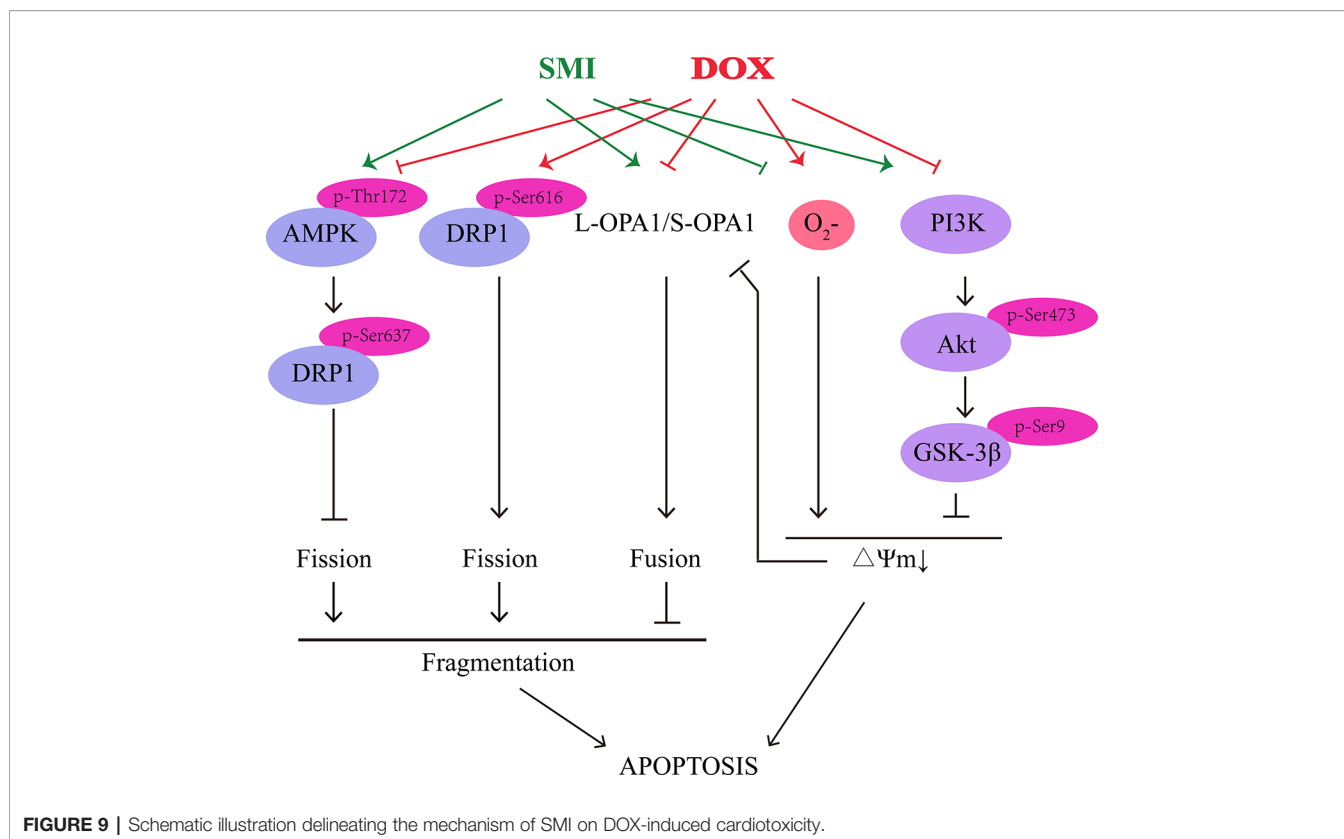 SMI DOX
p-Thr172
AMPK
p-Ser616
DRP1
L-OPA1/S-OPA1
O2-
PI3K
p-Ser637
DRP1
p-Ser473
Akt
p-Ser9
GSK-3β
Fission Fission Fusion △Ψm↓
Fragmentation
APOPTOSIS
FIGURE 9 | Schematic illustration delineating the mechanism of SMI on DOX-induced cardiotoxicity.